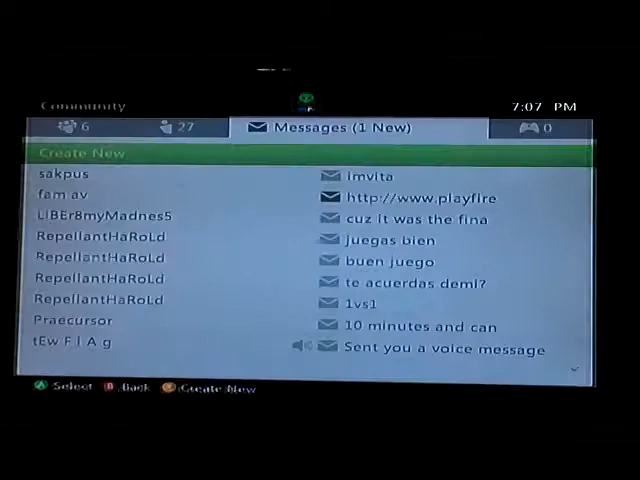 Community 7:07 PM
6 27 Messages (1 New) 0
Create New
sakpus imvita
fam av http://www.playfire
LIBEr8myMadnes5 cuz it was the fina
RepellantHaRoLd juegas bien
RepellantHaRoLd buen juego
RepellantHaRoLd te acuerdas demi?
RepellantHaRoLd 1vs1
Praecursor 10 minutes and can
tEw F l A g Sent you a voice message
A Select B Back Create New